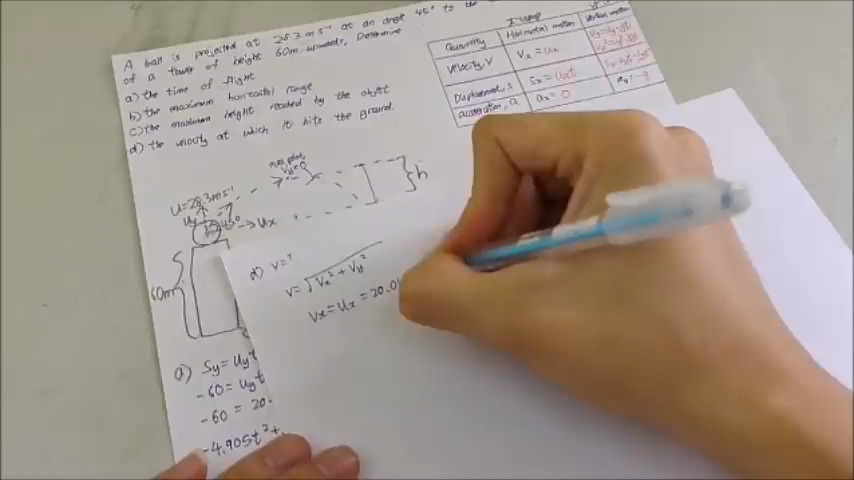 A ball is projected at 28.3 ms⁻¹ at an angle 45° to the
of a tower of height 60m upwards, Determine
a) the time of flight
b) the maximum horizontal range
c) the maximum height reached by the object
d) the velocity at which it hits the ground.
Quantity Horizontal motion Vertical motion
velocity, V Vx = Ux
Displacement, s Sx = Uxt
acceleration, a ax = 0 ay = -g
max point
Vy = 0
h
U = 28.3 ms⁻¹
Uy
45°
Ux
60m
d) V = ?
V = √Vx² + Vy²
Vx = Ux = 20.0
a) Sy = Uyt
-60 = Uyt
-60 = 20.
-4.905t² +